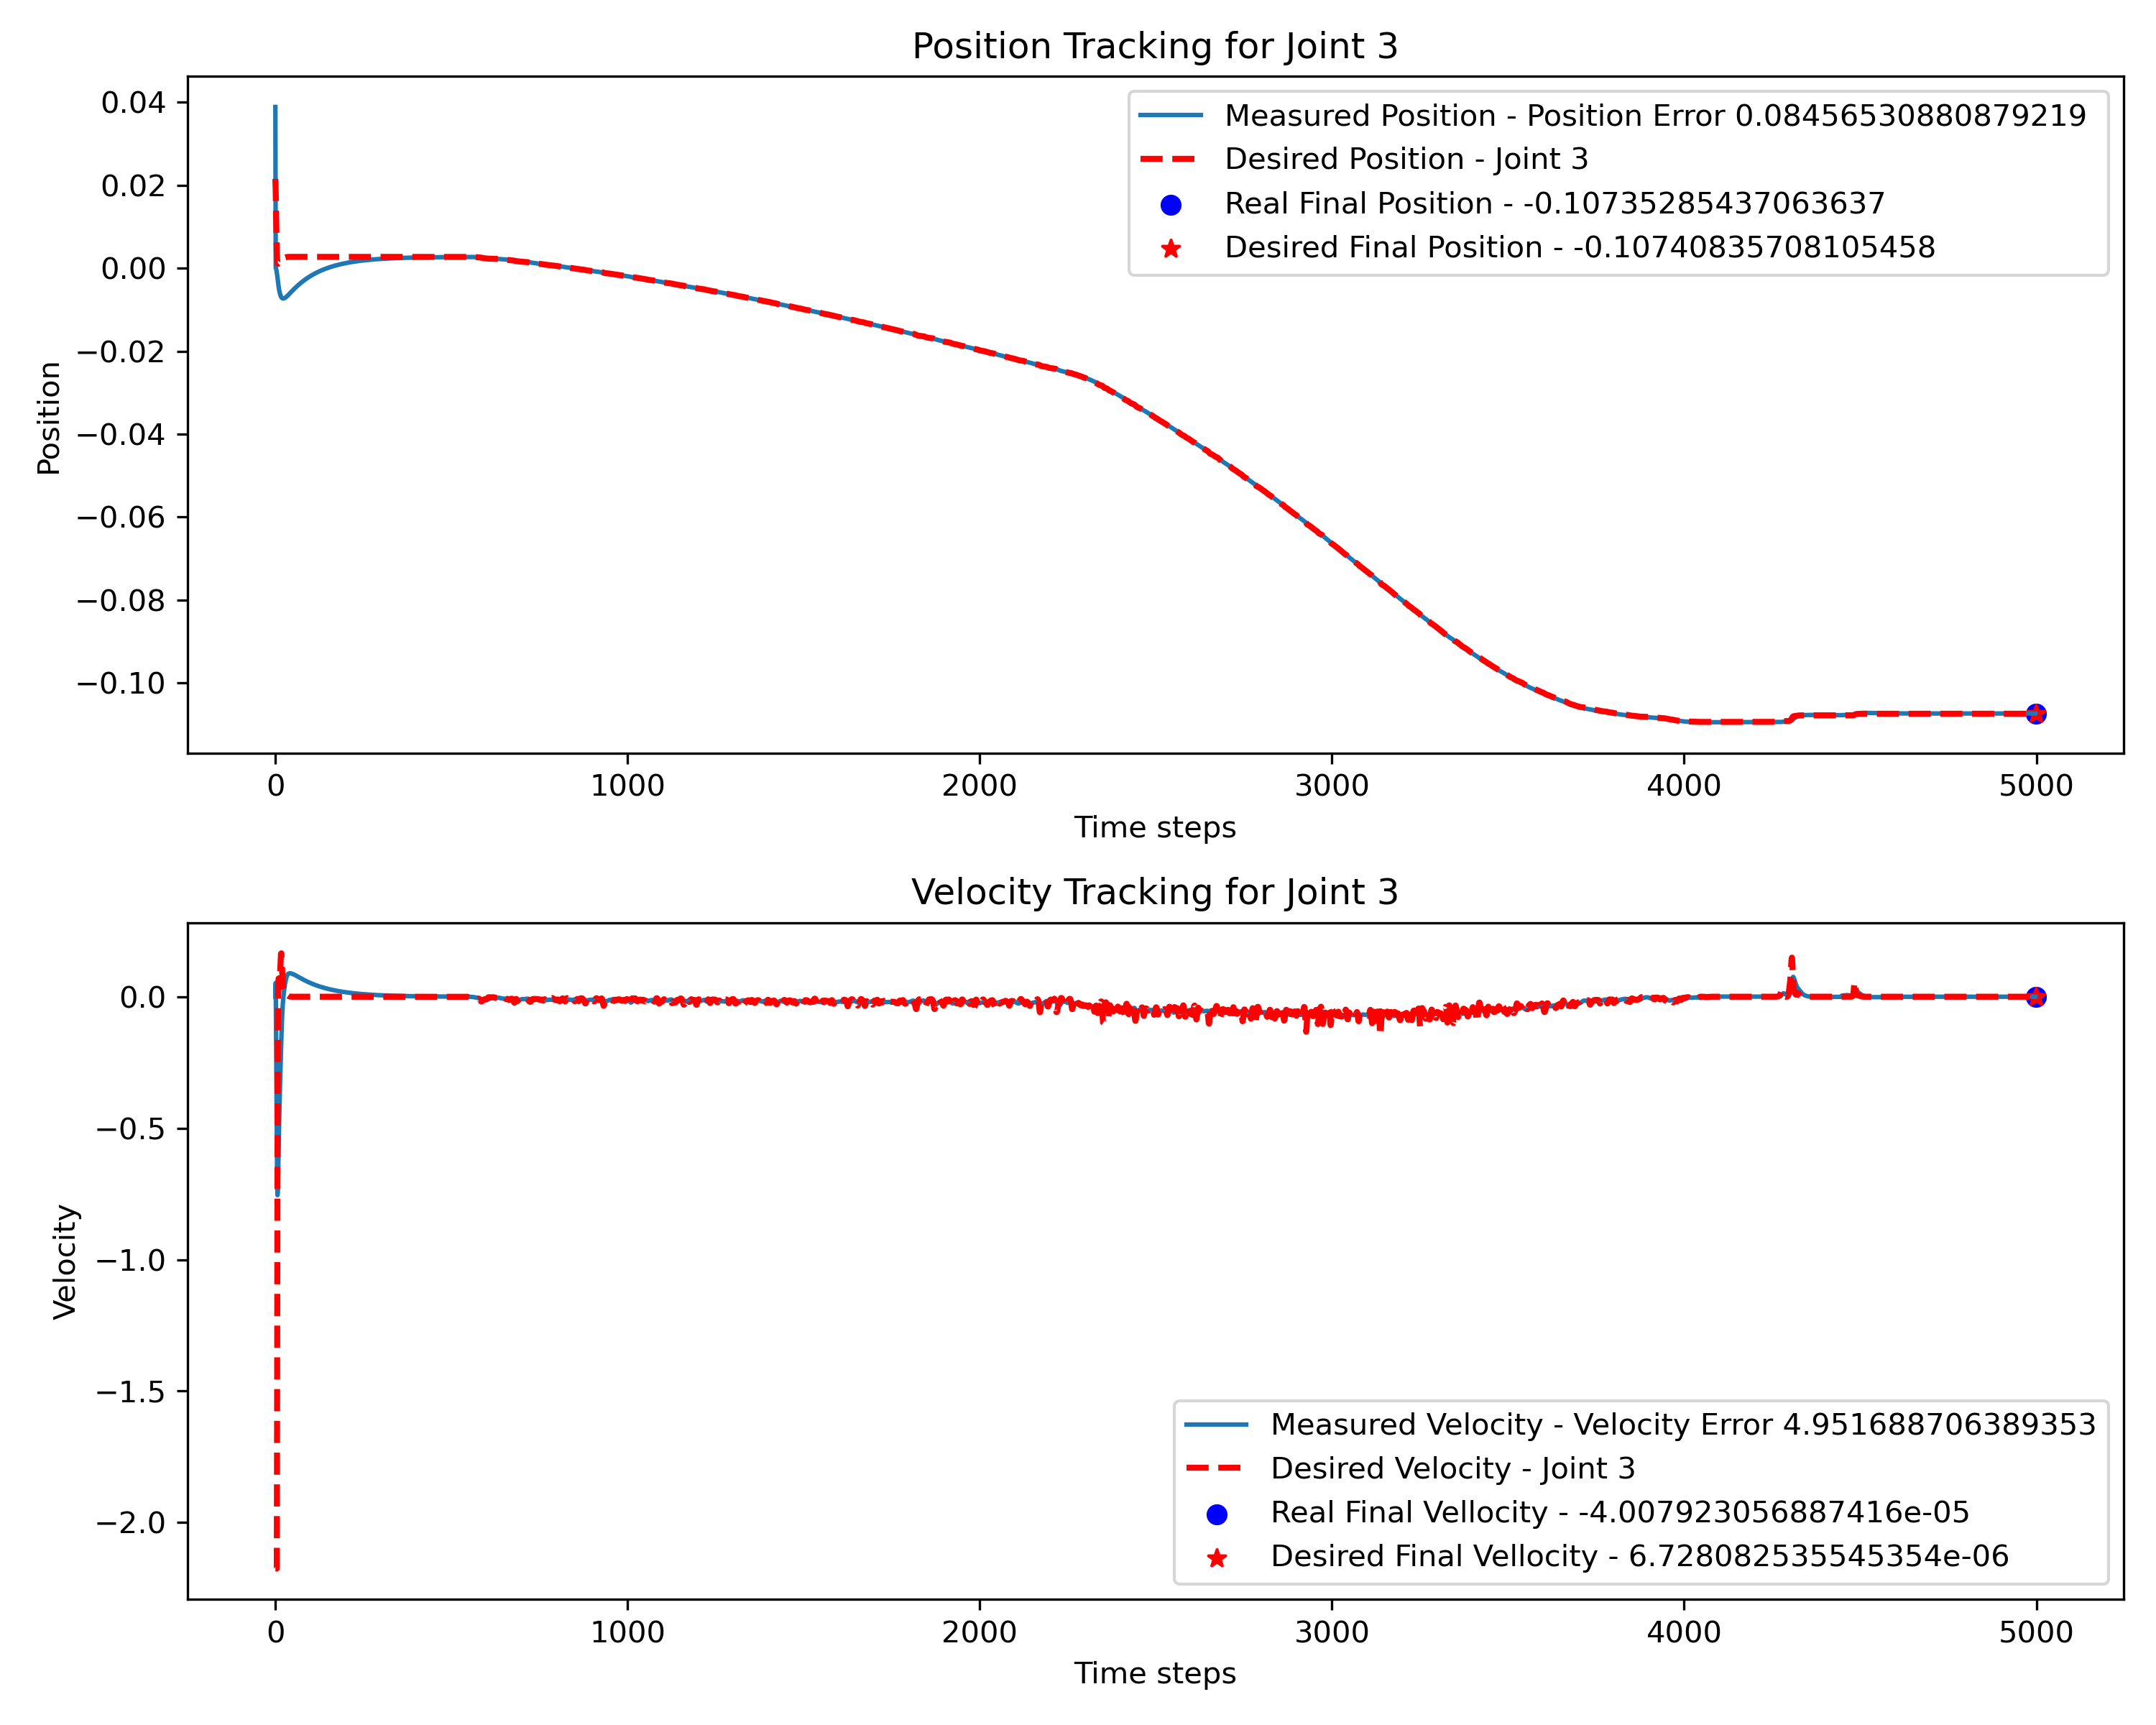 Position Tracking for Joint 3
0.04
0.02
0.00
−0.02
−0.04
−0.06
−0.08
−0.10
Position
Measured Position - Position Error 0.08456530880879219
Desired Position - Joint 3
Real Final Position - -0.10735285437063637
Desired Final Position - -0.10740835708105458
0 1000 2000 3000 4000 5000
Time steps
Velocity Tracking for Joint 3
0.0
−0.5
−1.0
−1.5
−2.0
Velocity
Measured Velocity - Velocity Error 4.951688706389353
Desired Velocity - Joint 3
Real Final Vellocity - -4.007923056887416e-05
Desired Final Vellocity - 6.728082535545354e-06
0 1000 2000 3000 4000 5000
Time steps